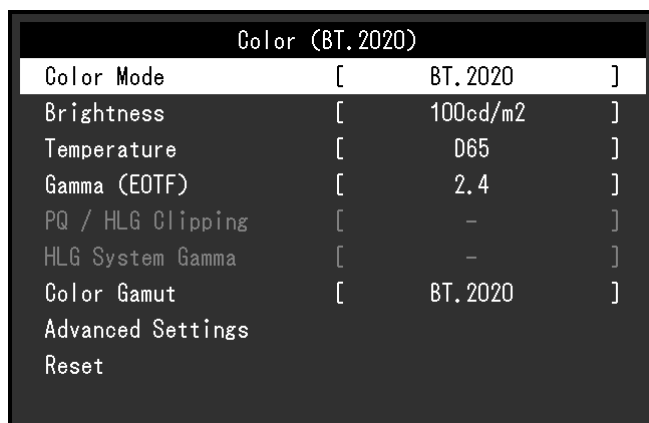 Color (BT.2020)
Color Mode [ BT.2020 ]
Brightness [ 100cd/m2 ]
Temperature [ D65 ]
Gamma (EOTF) [ 2.4 ]
PQ / HLG Clipping [ - ]
HLG System Gamma [ - ]
Color Gamut [ BT.2020 ]
Advanced Settings
Reset